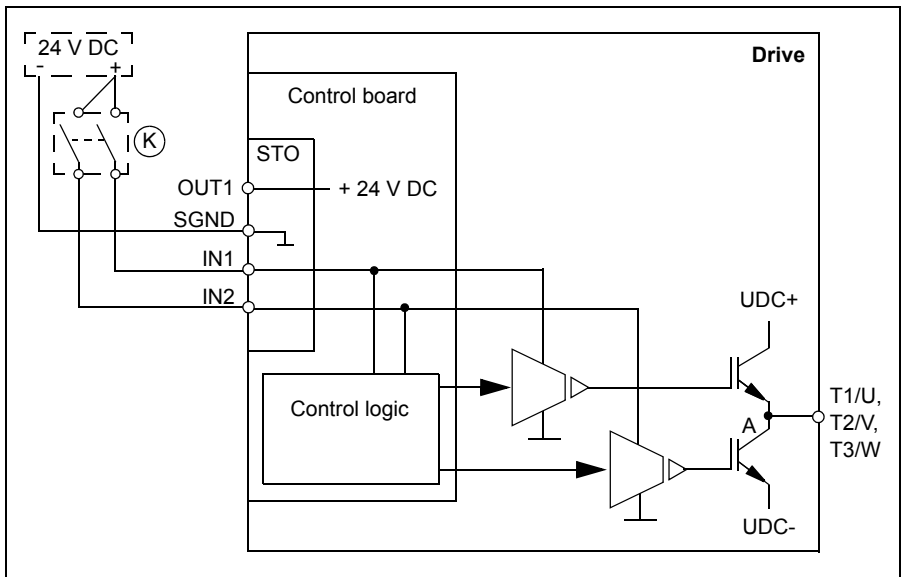 24 V DC
- +
Drive
Control board
K
STO
OUT1
+ 24 V DC
SGND
IN1
IN2
UDC+
Control logic
T1/U,
A
T2/V,
T3/W
UDC-